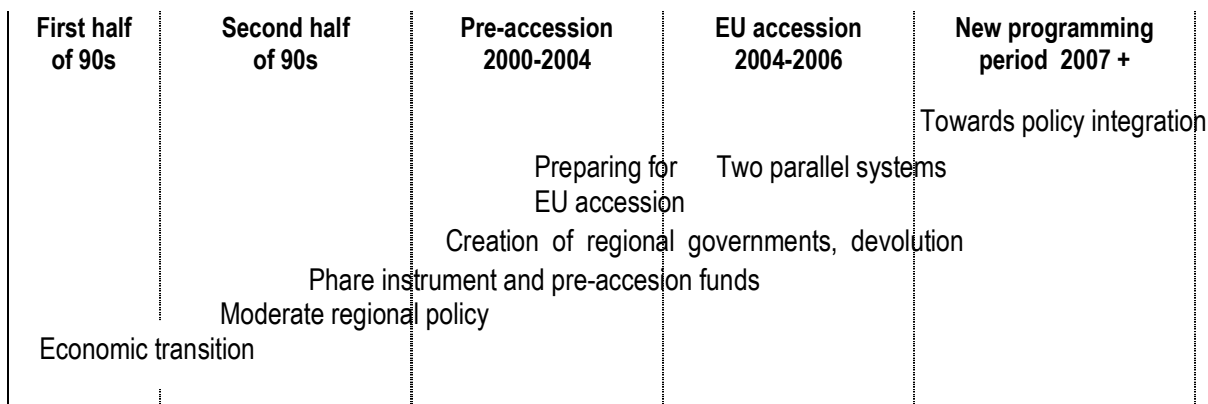 First half of 90s
Second half of 90s
Pre-accession 2000-2004
EU accession 2004-2006
New programming period 2007 +
Towards policy integration
Preparing for EU accession
Two parallel systems
Creation of regional governments, devolution
Phare instrument and pre-accesion funds
Moderate regional policy
Economic transition